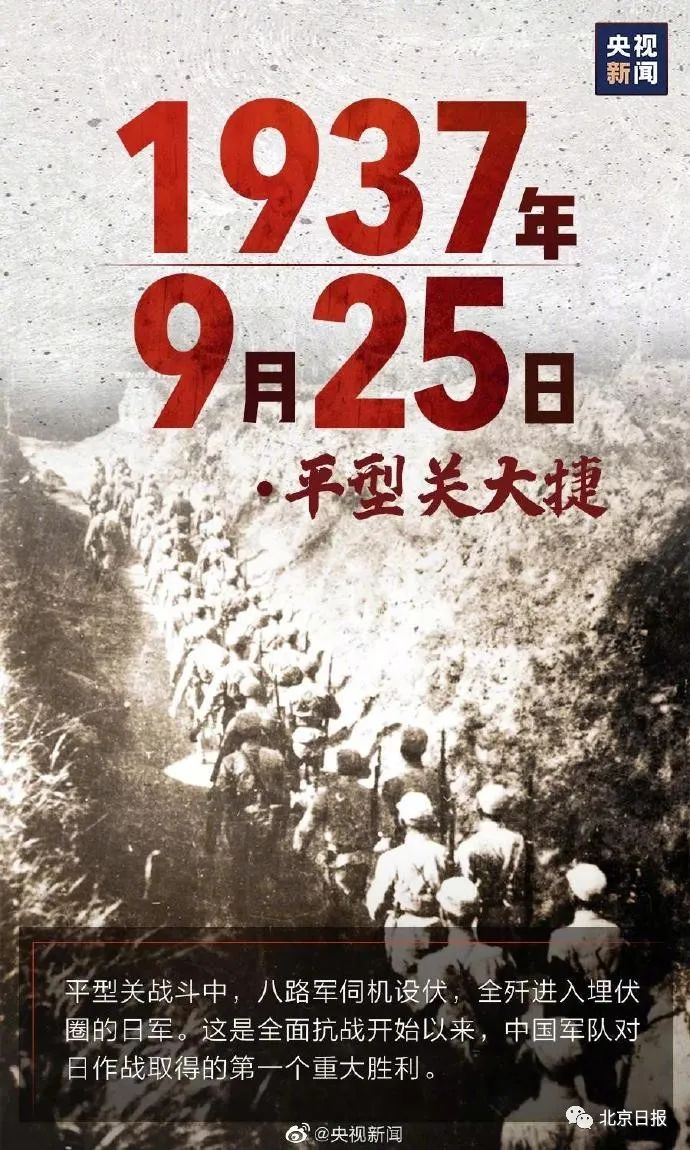 央视
新闻
1937年
9月25日
·平型关大捷
平型关战斗中，八路军伺机设伏，全歼进入埋伏
圈的日军。这是全面抗战开始以来，中国军队对
日作战取得的第一个重大胜利。
@央视新闻
北京日报